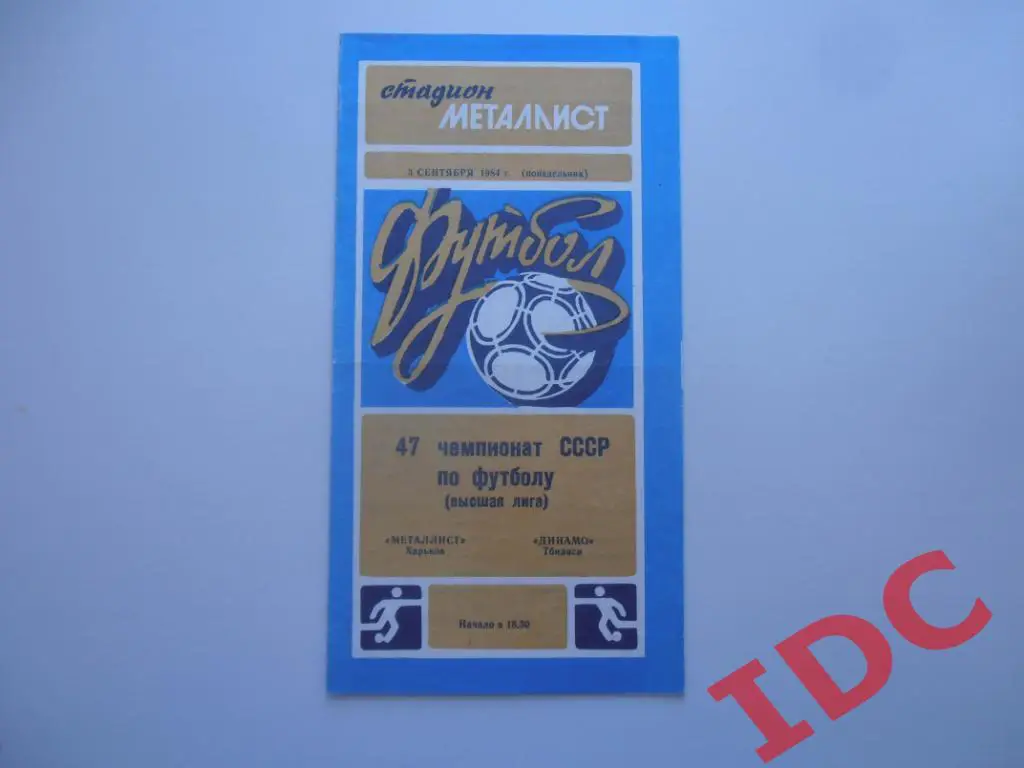 стадион
МЕТАЛЛИСТ
3 СЕНТЯБРЯ 1984 г. (понедельник)
Футбол
47 чемпионат СССР
по футболу
(высшая лига)
«МЕТАЛЛИСТ» «ДИНАМО»
Харьков Тбилиси
Начало в 18.30
IDC